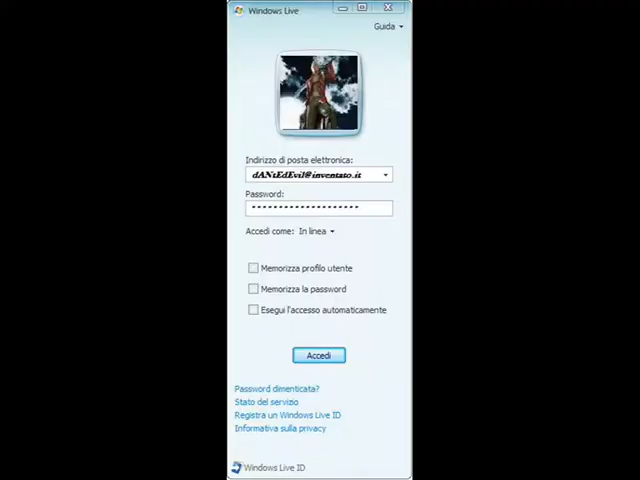 Windows Live
Guida
Indirizzo di posta elettronica:
dANtEdEvil@inventato.it
Password:
Accedi come: In linea
Memorizza profilo utente
Memorizza la password
Esegui l'accesso automaticamente
Accedi
Password dimenticata?
Stato del servizio
Registra un Windows Live ID
Informativa sulla privacy
Windows Live ID